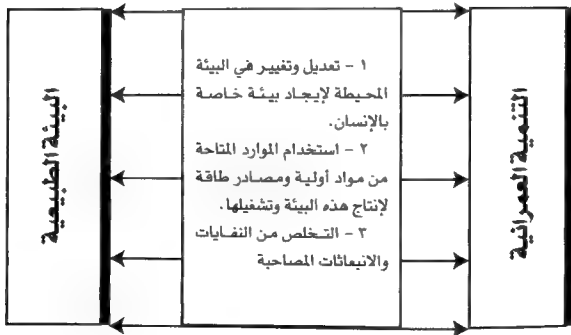 التنمية العمرانية
١ - تعديل وتغيير في البيئة
المحيطة لإيجاد بيئة خاصة
بالإنسان.
٢ - استخدام الموارد المتاحة
من مواد أولية ومصادر طاقة
لإنتاج هذه البيئة وتشغيلها.
٣ - التخلص من النفايات
والانبعاثات المصاحبة
البيئة الطبيعية